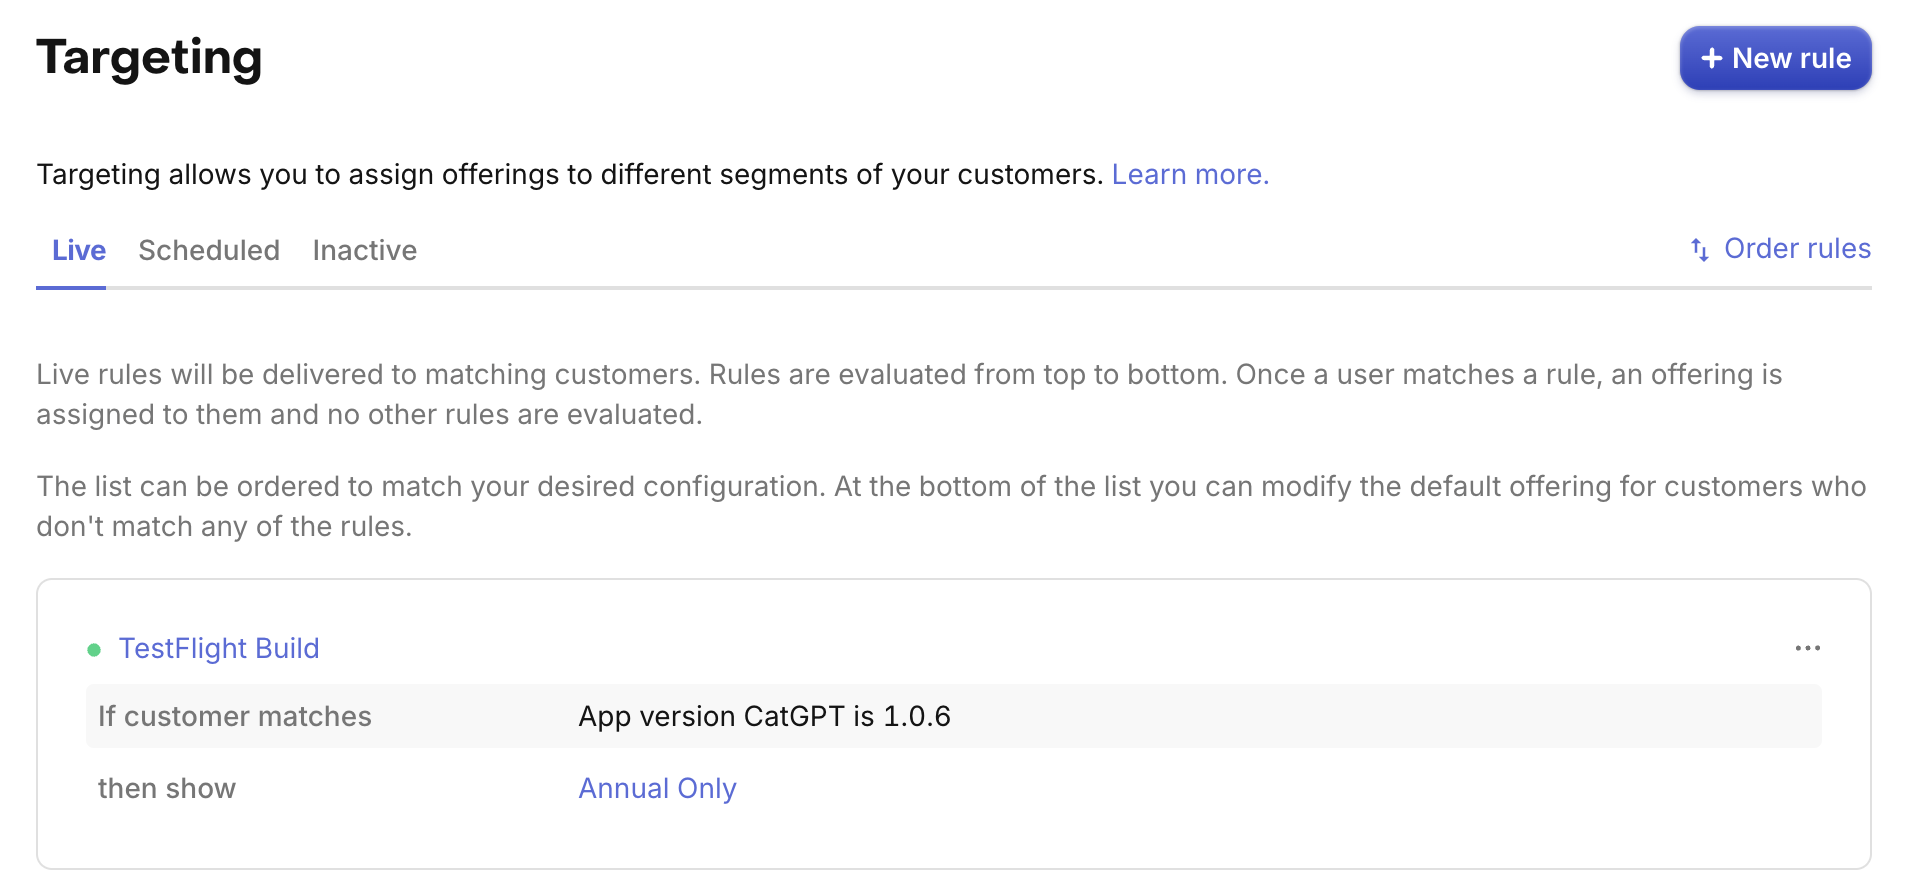 Targeting
+ New rule
Targeting allows you to assign offerings to different segments of your customers. Learn more.
Live Scheduled Inactive
Order rules
Live rules will be delivered to matching customers. Rules are evaluated from top to bottom. Once a user matches a rule, an offering is
assigned to them and no other rules are evaluated.
The list can be ordered to match your desired configuration. At the bottom of the list you can modify the default offering for customers who
don't match any of the rules.
TestFlight Build
If customer matches App version CatGPT is 1.0.6
then show Annual Only